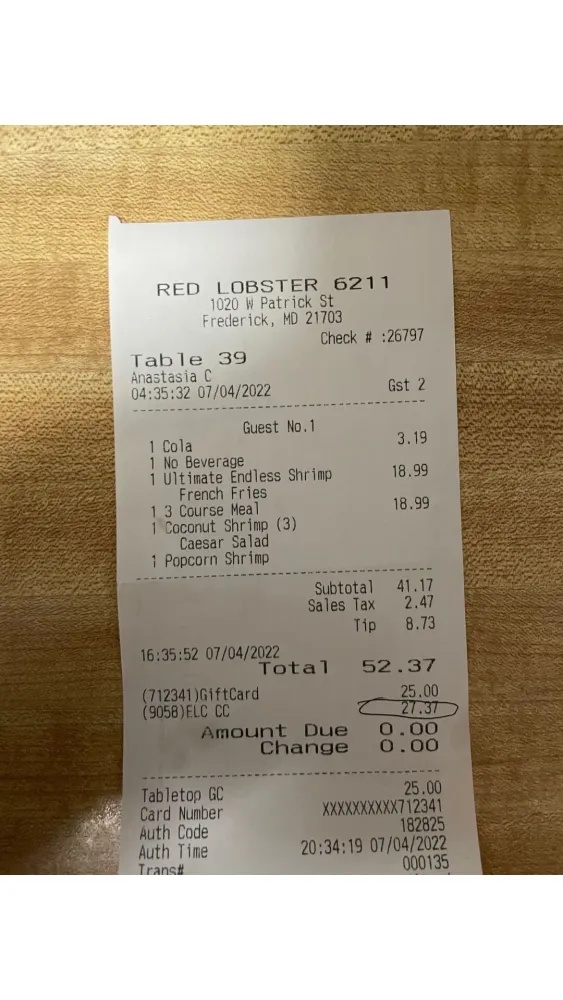 RED LOBSTER 6211
1020 W Patrick St
Frederick, MD 21703
Check # :26797
Table 39
Anastasia C
04:35:32 07/04/2022 Gst 2
Guest No.1
1 Cola 3.19
1 No Beverage
1 Ultimate Endless Shrimp 18.99
French Fries
1 3 Course Meal 18.99
1 Coconut Shrimp (3)
Caesar Salad
1 Popcorn Shrimp
Subtotal 41.17
Sales Tax 2.47
Tip 8.73
16:35:52 07/04/2022
Total 52.37
(712341)GiftCard 25.00
(9058)ELC CC 27.37
Amount Due 0.00
Change 0.00
Tabletop GC 25.00
Card Number XXXXXXXXXX712341
Auth Code 182825
Auth Time 20:34:19 07/04/2022
Trans# 000135